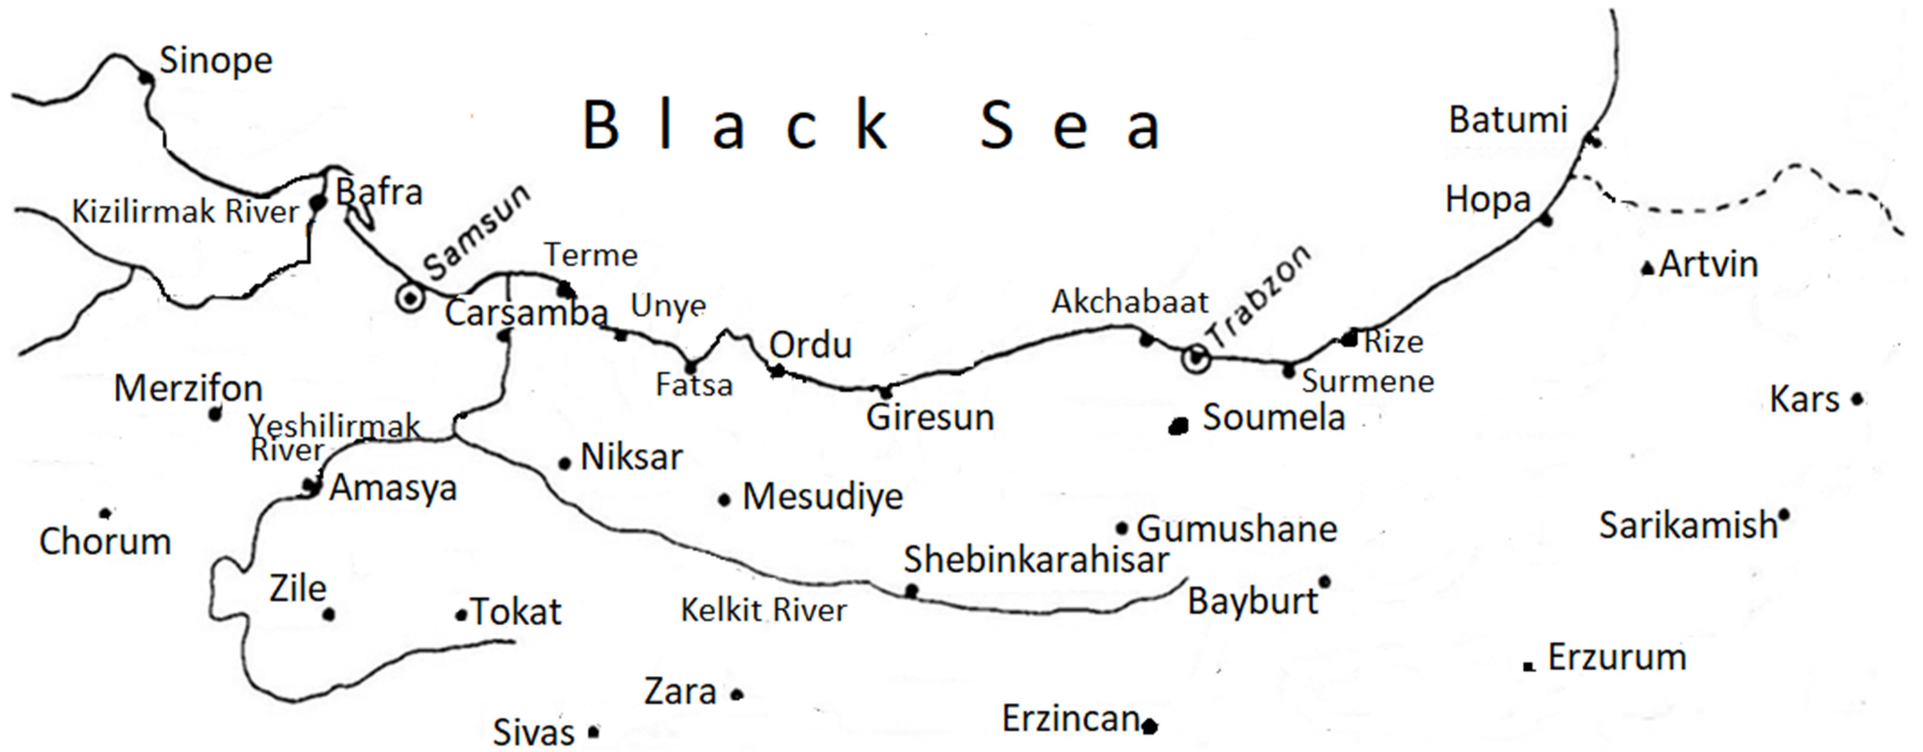 Sinope
Black Sea
Batumi
Bafra
Kizilirmak River
Samsun
Hopa
Terme
Trabzon
Artvin
Akchabaat
Carsamba
Unye
Ordu
Rize
Fatsa
Surmene
Merzifon
Giresun
Soumela
Kars
Yeshilirmak
River
Niksar
Amasya
Mesudiye
Chorum
Gumushane
Sarikamish
Shebinkarahisar
Zile
Tokat
Kelkit River
Bayburt
Erzurum
Zara
Erzincan
Sivas